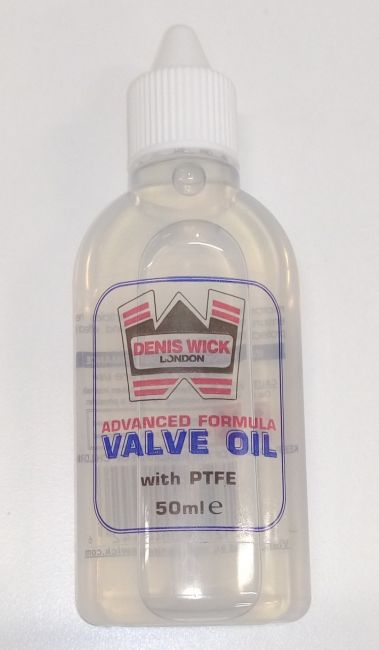 DENIS WICK
LONDON
ADVANCED FORMULA
VALVE OIL
with PTFE
50ml ℮